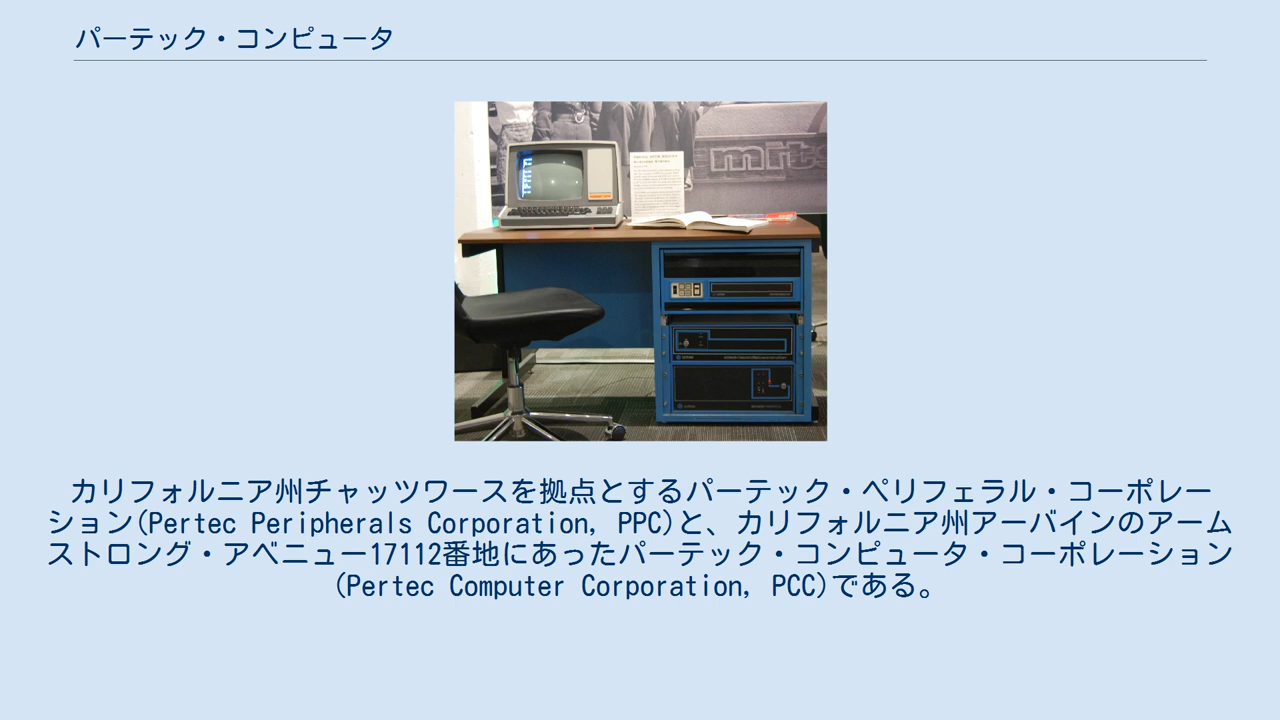 パーテック・コンピュータ
mits
カリフォルニア州チャッツワースを拠点とするパーテック・ペリフェラル・コーポレー
ション(Pertec Peripherals Corporation, PPC)と、カリフォルニア州アーバインのアーム
ストロング・アベニュー17112番地にあったパーテック・コンピュータ・コーポレーション
(Pertec Computer Corporation, PCC)である。